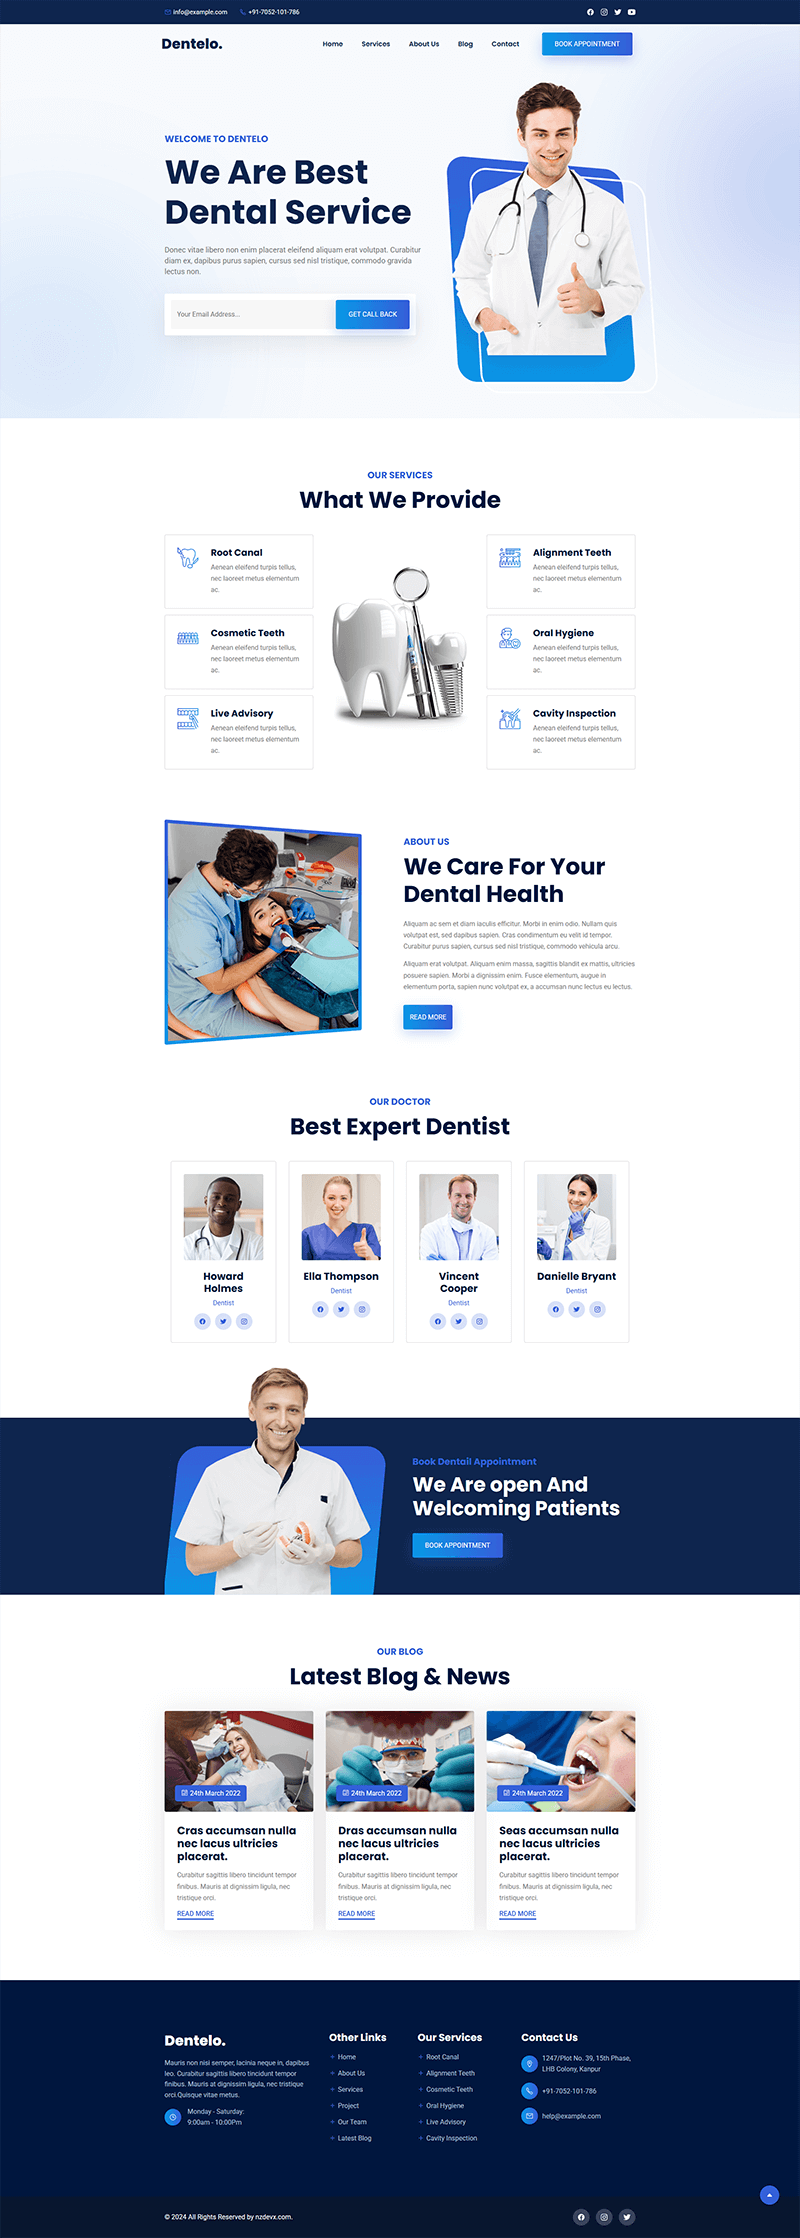 info@example.com +91-7052-101-786
Dentelo.
Home Services About Us Blog Contact BOOK APPOINTMENT
WELCOME TO DENTELO
We Are Best
Dental Service
Donec vitae libero non enim placerat eleifend aliquam erat volutpat. Curabitur
diam ex, dapibus purus sapien, cursus sed nisl tristique, commodo gravida
lectus non.
Your Email Address... GET CALL BACK
OUR SERVICES
What We Provide
Root Canal
Aenean eleifend turpis tellus,
nec laoreet metus elementum
ac.
Cosmetic Teeth
Aenean eleifend turpis tellus,
nec laoreet metus elementum
ac.
Live Advisory
Aenean eleifend turpis tellus,
nec laoreet metus elementum
ac.
Alignment Teeth
Aenean eleifend turpis tellus,
nec laoreet metus elementum
ac.
Oral Hygiene
Aenean eleifend turpis tellus,
nec laoreet metus elementum
ac.
Cavity Inspection
Aenean eleifend turpis tellus,
nec laoreet metus elementum
ac.
ABOUT US
We Care For Your
Dental Health
Aliquam ac sem et diam iaculis efficitur. Morbi in enim odio. Nullam quis
volutpat est, sed dapibus sapien. Cras condimentum eu velit id tempor.
Curabitur purus sapien, cursus sed nisl tristique, commodo vehicula arcu.
Aliquam erat volutpat. Aliquam enim massa, sagittis blandit ex mattis, ultricies
posuere sapien. Morbi a dignissim enim. Fusce elementum, augue in
elementum porta, sapien nunc volutpat ex, a accumsan nunc lectus eu lectus.
READ MORE
OUR DOCTOR
Best Expert Dentist
Howard
Holmes
Dentist
Ella Thompson
Dentist
Vincent
Cooper
Dentist
Danielle Bryant
Dentist
Book Dentail Appointment
We Are open And
Welcoming Patients
BOOK APPOINTMENT
OUR BLOG
Latest Blog & News
24th March 2022
Cras accumsan nulla
nec lacus ultricies
placerat.
Curabitur sagittis libero tincidunt tempor
finibus. Mauris at dignissim ligula, nec
tristique orci.
READ MORE
24th March 2022
Dras accumsan nulla
nec lacus ultricies
placerat.
Curabitur sagittis libero tincidunt tempor
finibus. Mauris at dignissim ligula, nec
tristique orci.
READ MORE
24th March 2022
Seas accumsan nulla
nec lacus ultricies
placerat.
Curabitur sagittis libero tincidunt tempor
finibus. Mauris at dignissim ligula, nec
tristique orci.
READ MORE
Dentelo.
Mauris non nisi semper, lacinia neque in, dapibus
leo. Curabitur sagittis libero tincidunt tempor
finibus. Mauris at dignissim ligula, nec tristique
orci.Quisque vitae metus.
Monday - Saturday:
9:00am - 10:00Pm
Other Links
Home
About Us
Services
Project
Our Team
Latest Blog
Our Services
Root Canal
Alignment Teeth
Cosmetic Teeth
Oral Hygiene
Live Advisory
Cavity Inspection
Contact Us
1247/Plot No. 39, 15th Phase,
LHB Colony, Kanpur
+91-7052-101-786
help@example.com
© 2024 All Rights Reserved by nzdevx.com.